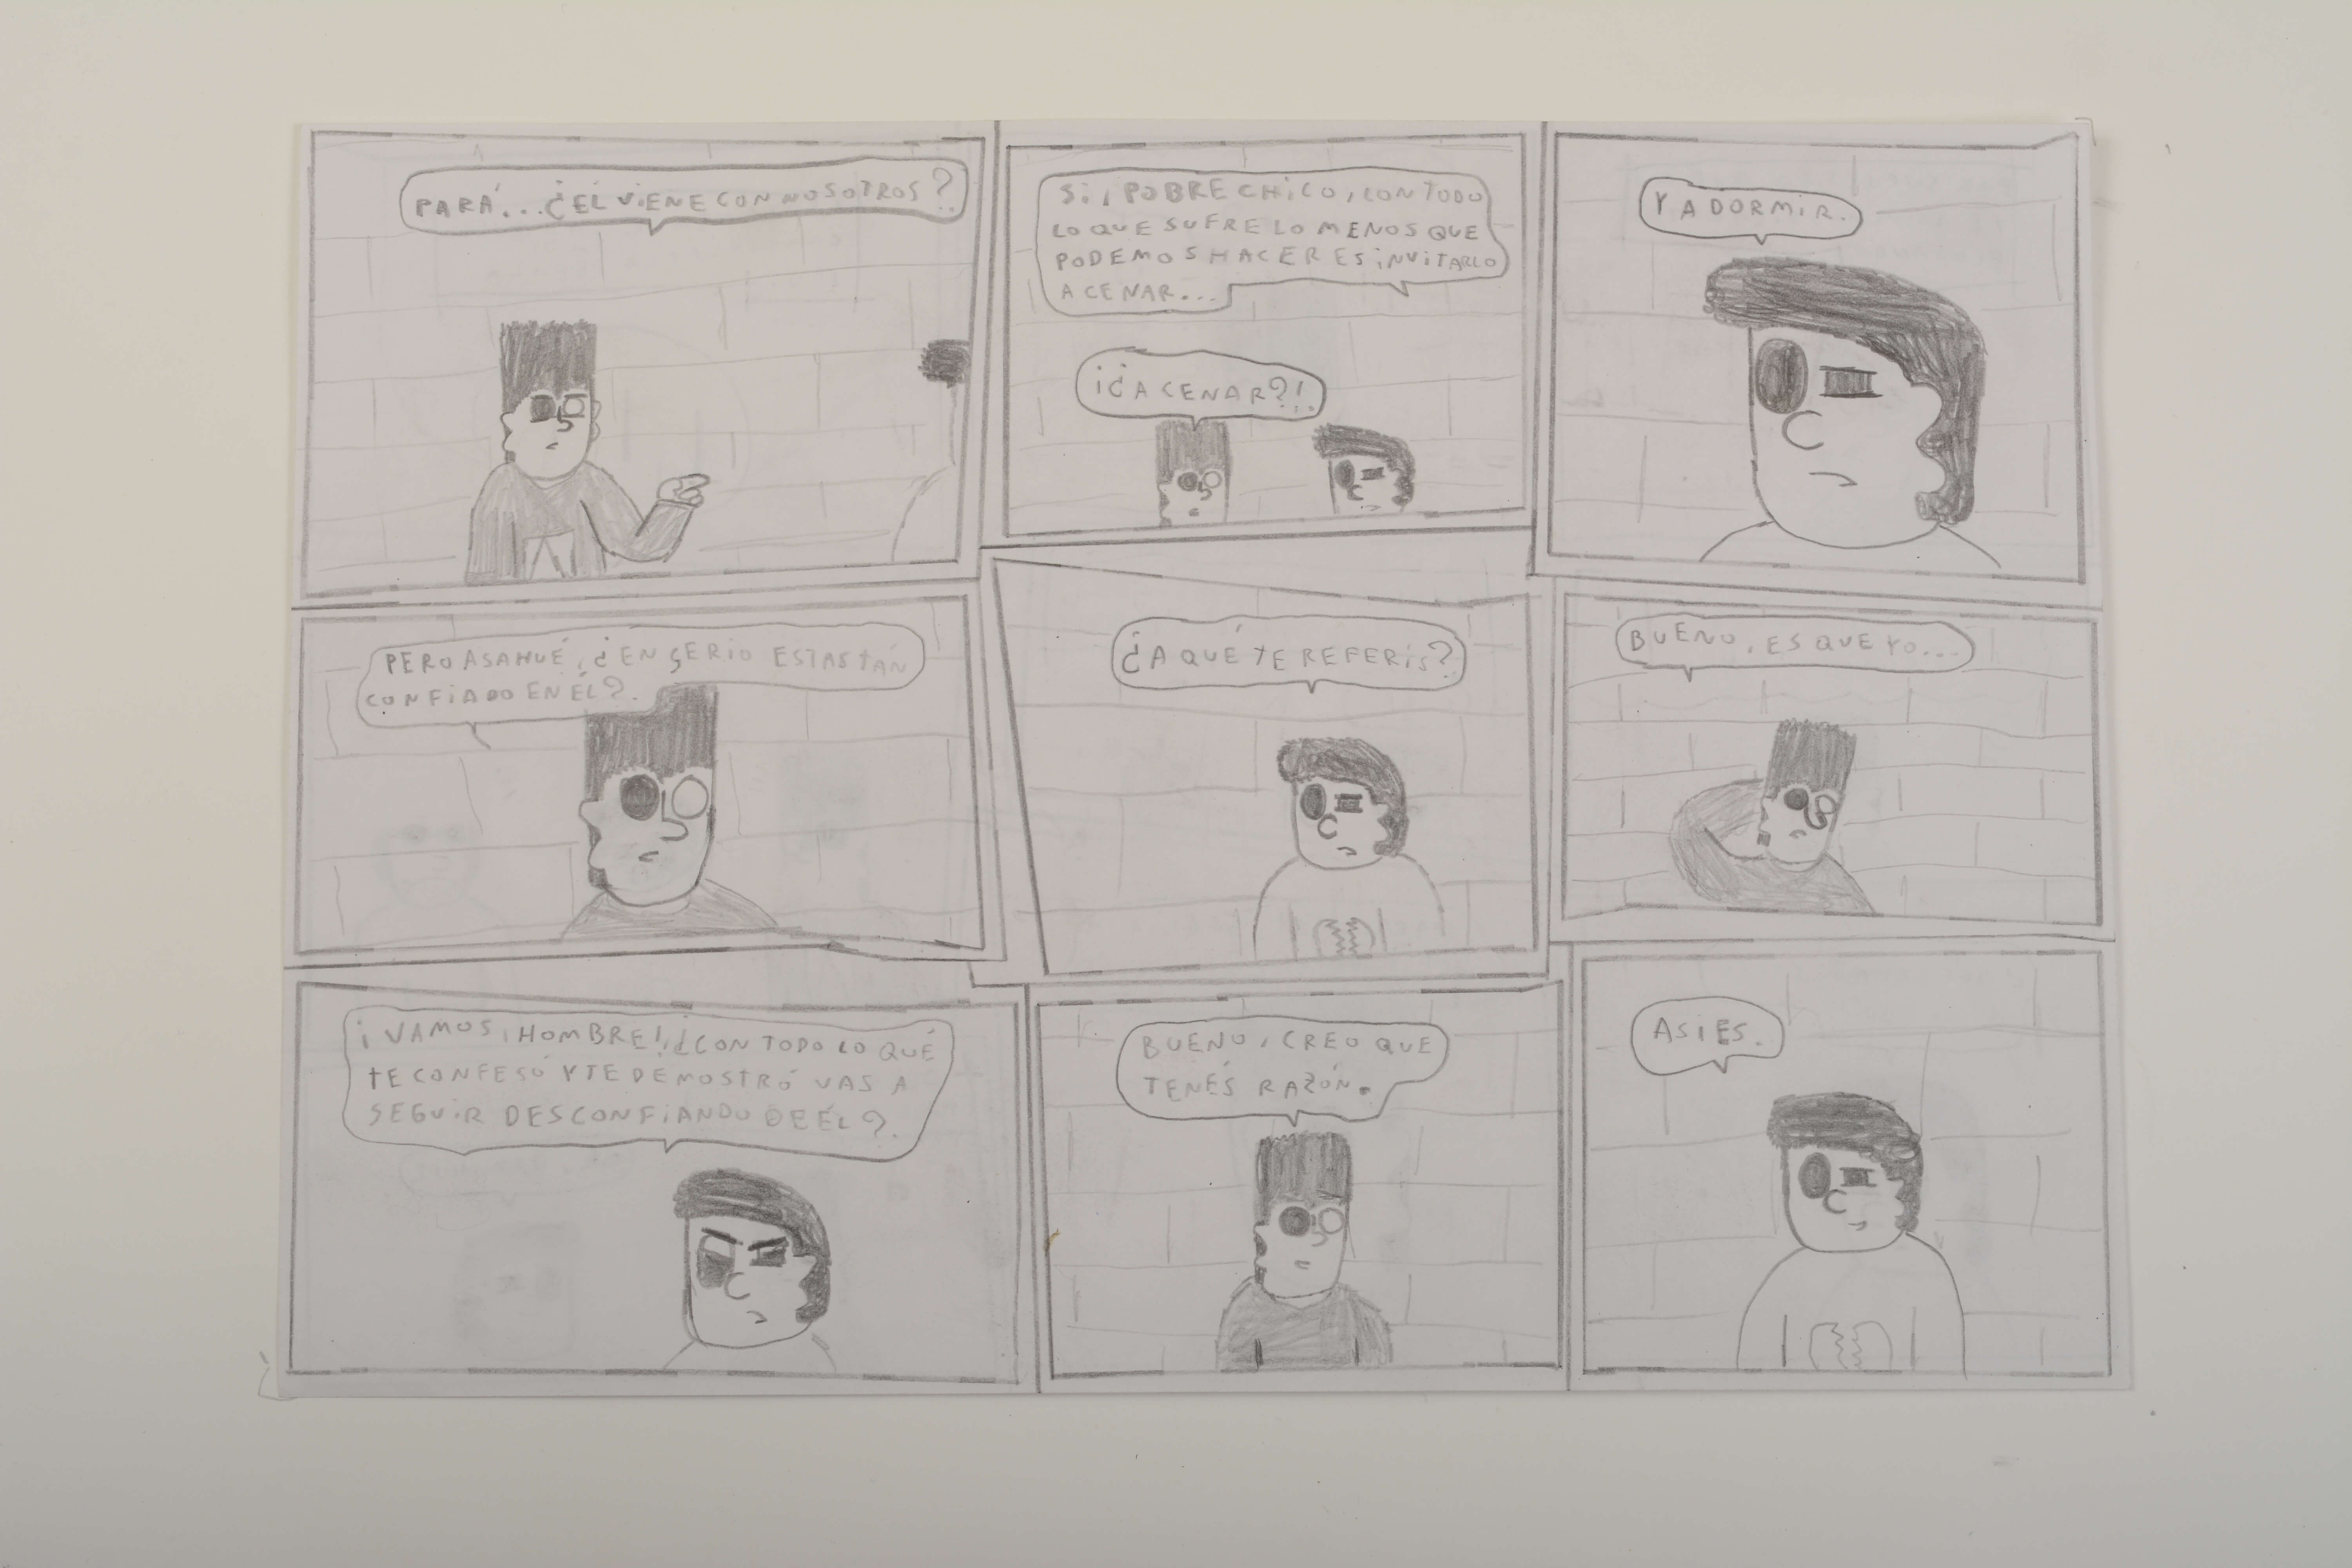 PARÁ...¿ÉL VIENE CON NOSOTROS?
SÍ, ¡POBRE CHICO, CON TODO
LO QUE SUFRE LO MENOS QUE
PODEMOS HACER ES INVITARLO
A CENAR...
¡¿A CENAR?!
Y A DORMIR.
PERO ASAHUÉ, ¿EN SERIO ESTAS TAN
CONFIADO EN ÉL?
¿A QUÉ TE REFERÍS?
BUENO, ES QUE YO...
¡VAMOS, HOMBRE! ¿CON TODO LO QUÉ
TE CONFESÓ Y TE DEMOSTRÓ VAS A
SEGUIR DESCONFIANDO DE ÉL?
BUENO, CREO QUE
TENÉS RAZÓN.
ASI ES.